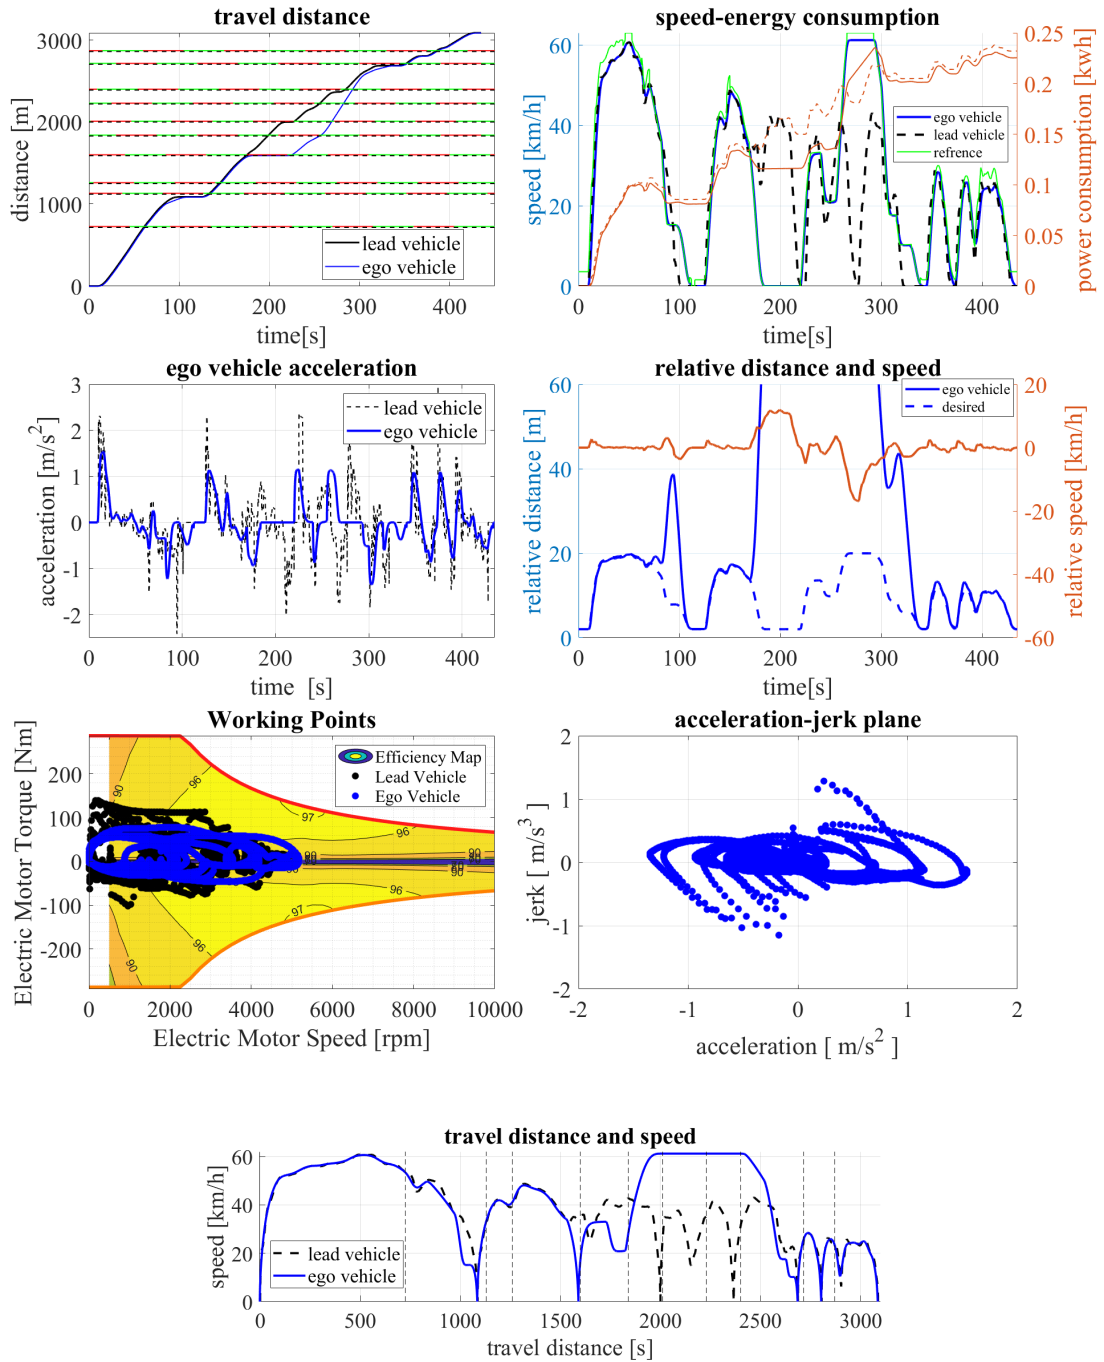 travel distance
3000
2000
1000
0
distance [m]
0
100
200
300
400
time[s]
lead vehicle
ego vehicle
speed-energy consumption
60
40
20
0
speed [km/h]
0.25
0.2
0.15
0.1
0.05
0
power consumption [kwh]
ego vehicle
lead vehicle
refrence
0
100
200
300
400
time[s]
ego vehicle acceleration
3
2
1
0
-1
-2
acceleration [m/s²]
lead vehicle
ego vehicle
0
100
200
300
400
time [s]
relative distance and speed
60
40
20
0
relative distance [m]
20
0
-20
-40
-60
relative speed [km/h]
ego vehicle
desired
0
100
200
300
400
time[s]
Working Points
200
100
0
-100
-200
Electric Motor Torque [Nm]
Efficiency Map
Lead Vehicle
Ego Vehicle
90
96
97
96
96
97
96
90
0
2000
4000
6000
8000
10000
Electric Motor Speed [rpm]
acceleration-jerk plane
2
1
0
-1
-2
jerk [ m/s³]
-2
-1
0
1
2
acceleration [ m/s² ]
travel distance and speed
60
40
20
0
speed [km/h]
lead vehicle
ego vehicle
0
500
1000
1500
2000
2500
3000
travel distance [s]